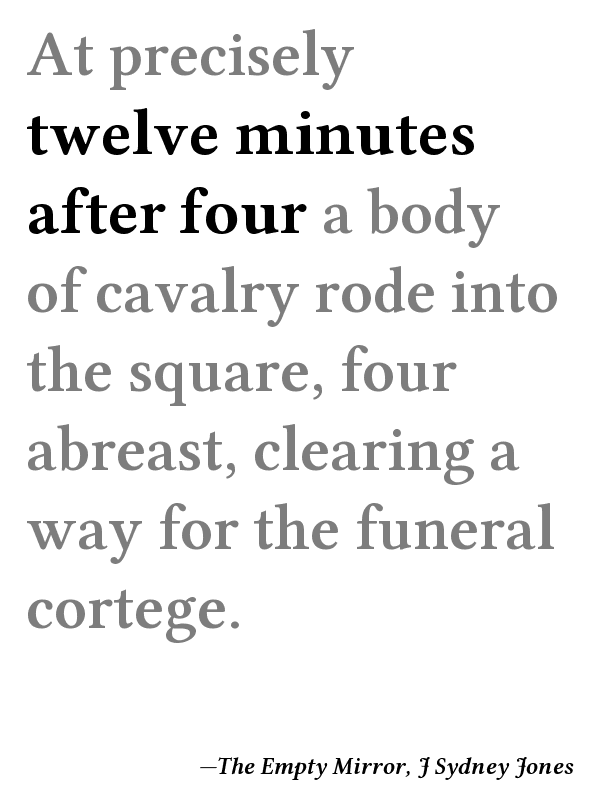 At precisely
twelve minutes
after four a body
of cavalry rode into
the square, four
abreast, clearing a
way for the funeral
cortege.
—The Empty Mirror, J Sydney Jones